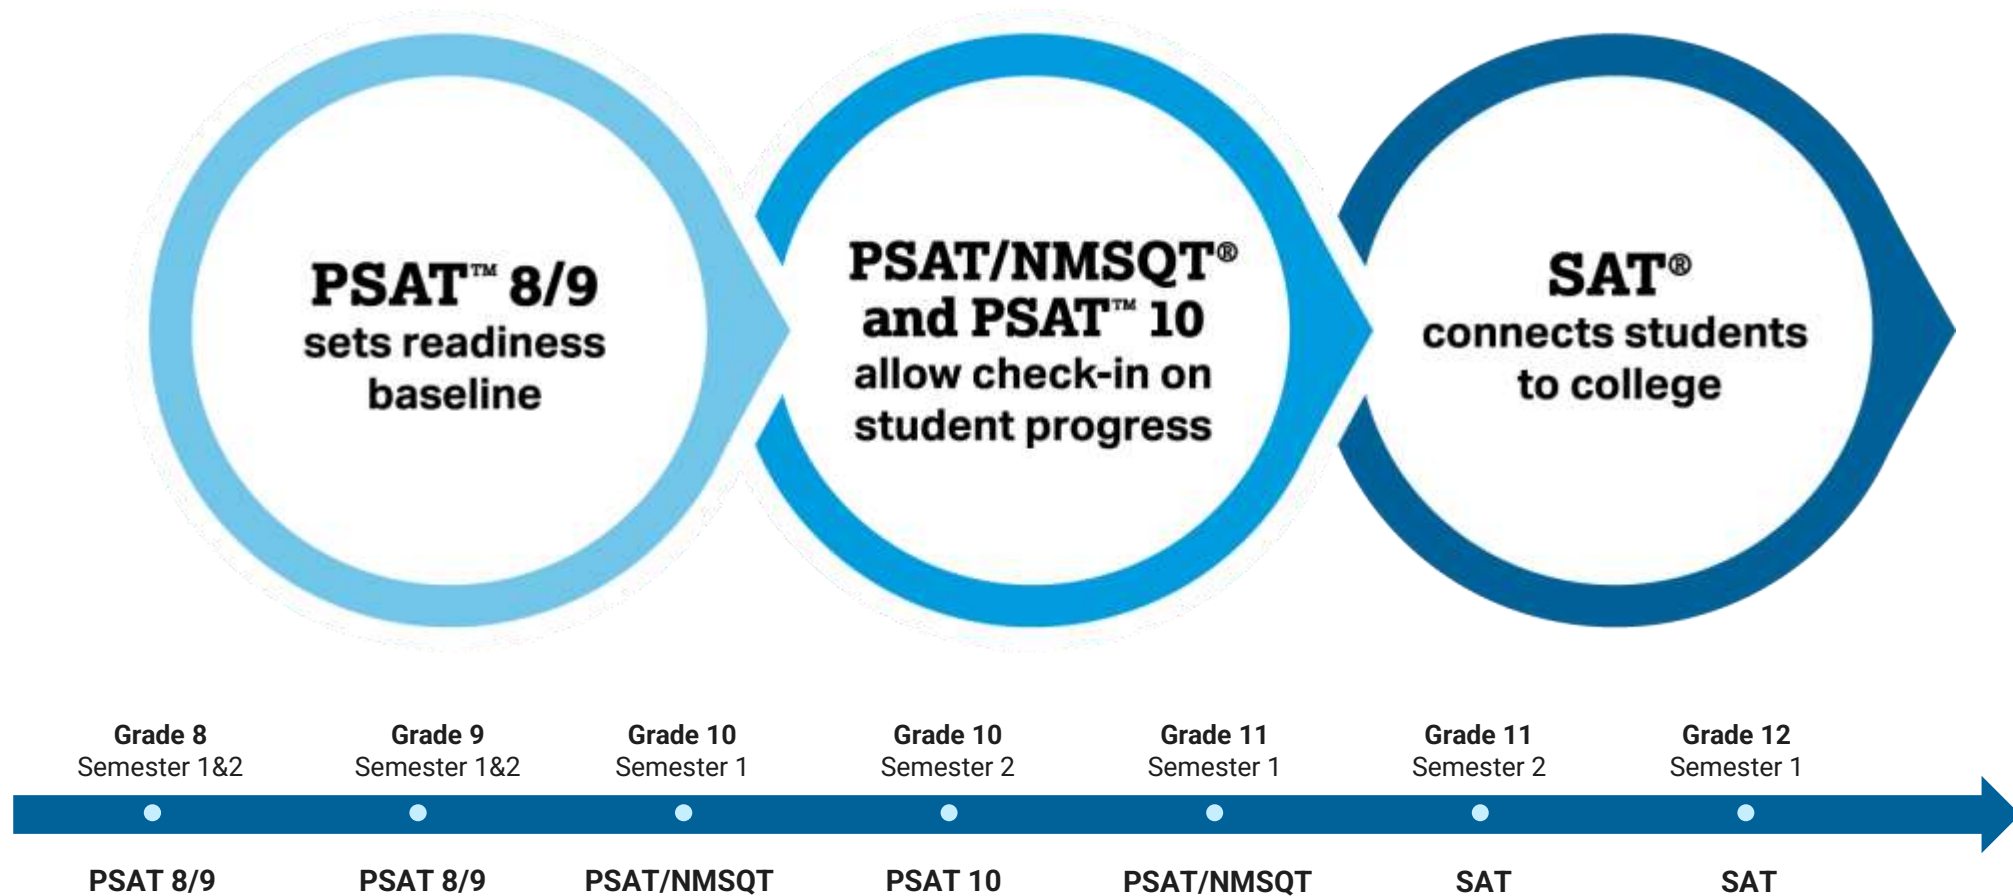 PSAT™ 8/9
sets readiness
baseline
PSAT/NMSQT®
and PSAT™ 10
allow check-in on
student progress
SAT®
connects students
to college
Grade 8
Semester 1&2
Grade 9
Semester 1&2
Grade 10
Semester 1
Grade 10
Semester 2
Grade 11
Semester 1
Grade 11
Semester 2
Grade 12
Semester 1
PSAT 8/9
PSAT 8/9
PSAT/NMSQT
PSAT 10
PSAT/NMSQT
SAT
SAT